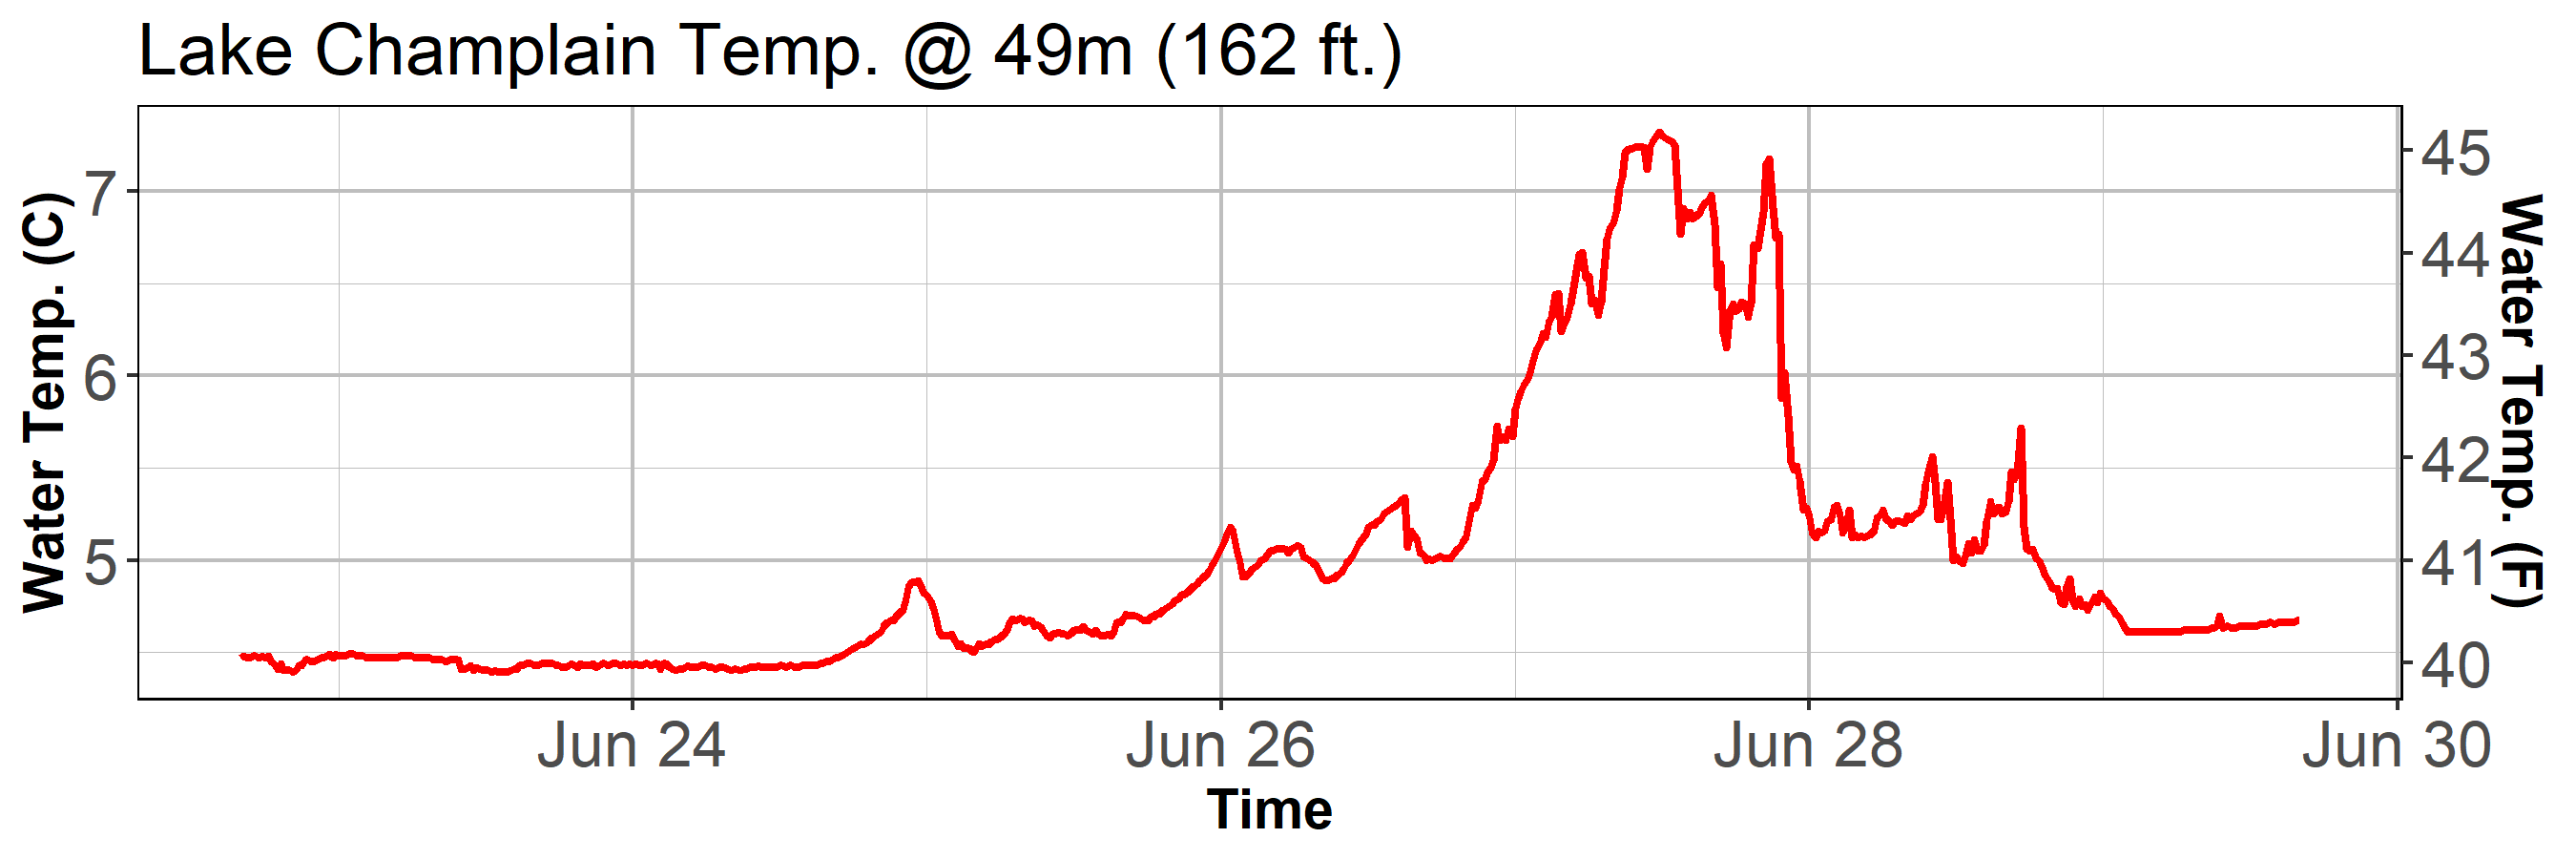 Lake Champlain Temp. @ 49m (162 ft.)
Water Temp. (C)
7
6
5
45
44
43
42
41
40
Water Temp. (F)
Jun 24 Jun 26 Jun 28 Jun 30
Time